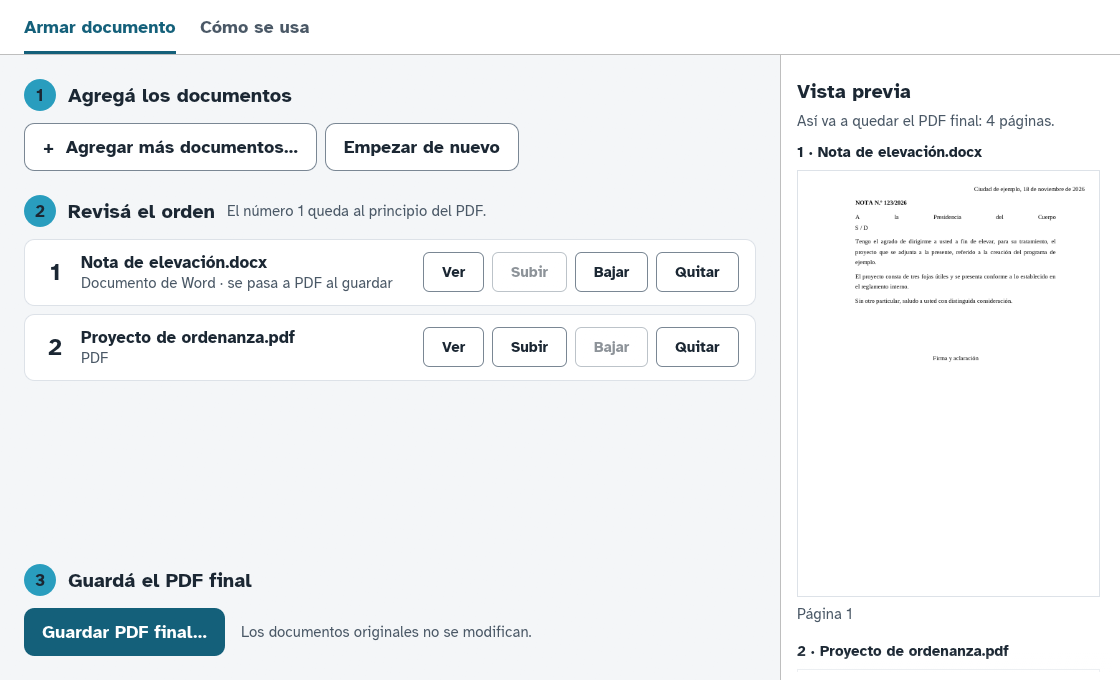 Armar documento
Cómo se usa
1
Agregá los documentos
+ Agregar más documentos...
Empezar de nuevo
2
Revisá el orden
El número 1 queda al principio del PDF.
1
Nota de elevación.docx
Documento de Word · se pasa a PDF al guardar
Ver
Subir
Bajar
Quitar
2
Proyecto de ordenanza.pdf
PDF
Ver
Subir
Bajar
Quitar
3
Guardá el PDF final
Guardar PDF final...
Los documentos originales no se modifican.
Vista previa
Así va a quedar el PDF final: 4 páginas.
1 · Nota de elevación.docx
Ciudad de ejemplo, 18 de noviembre de 2026
NOTA N.º 123/2026
A la Presidencia del Cuerpo
S / D
Tengo el agrado de dirigirme a usted a fin de elevar, para su tratamiento, el
proyecto que se adjunta a la presente, referido a la creación del programa de
ejemplo.
El proyecto consta de tres fojas útiles y se presenta conforme a lo establecido en
el reglamento interno.
Sin otro particular, saludo a usted con distinguida consideración.
Firma y aclaración
Página 1
2 · Proyecto de ordenanza.pdf